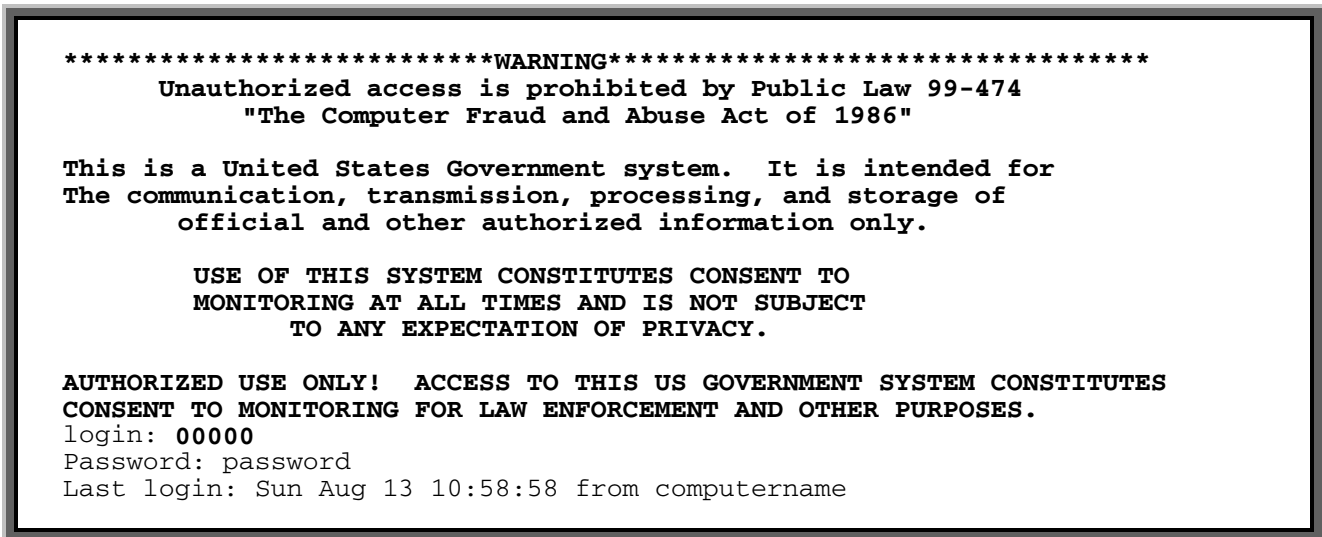 ***************************WARNING**********************************
Unauthorized access is prohibited by Public Law 99-474
"The Computer Fraud and Abuse Act of 1986"
This is a United States Government system. It is intended for
The communication, transmission, processing, and storage of
official and other authorized information only.
USE OF THIS SYSTEM CONSTITUTES CONSENT TO
MONITORING AT ALL TIMES AND IS NOT SUBJECT
TO ANY EXPECTATION OF PRIVACY.
AUTHORIZED USE ONLY! ACCESS TO THIS US GOVERNMENT SYSTEM CONSTITUTES
CONSENT TO MONITORING FOR LAW ENFORCEMENT AND OTHER PURPOSES.
login: 00000
Password: password
Last login: Sun Aug 13 10:58:58 from computername